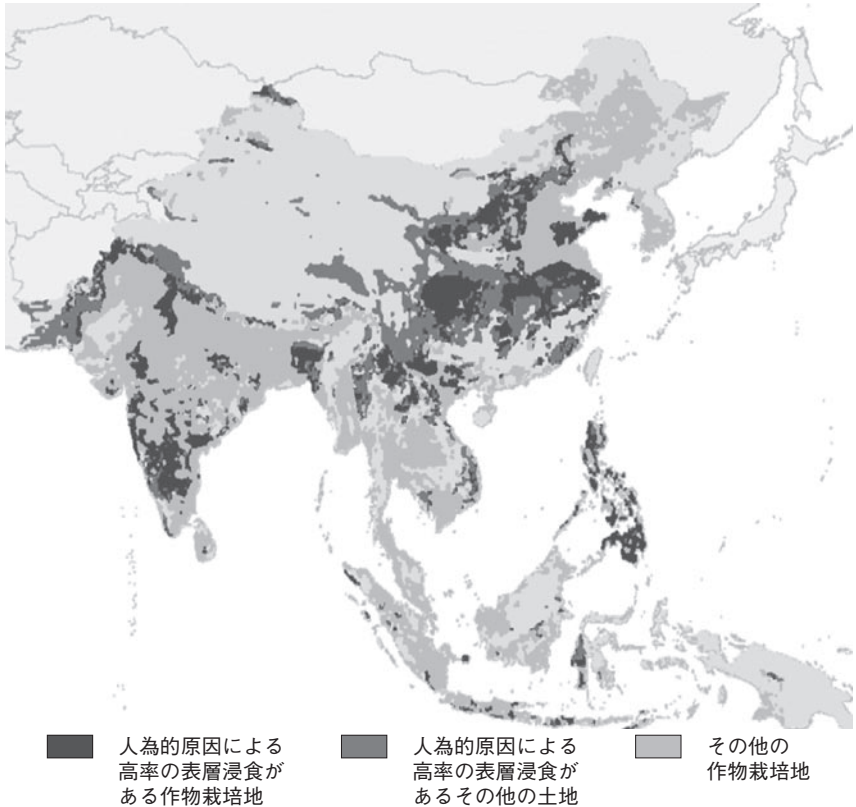 人為的原因による
高率の表層浸食が
ある作物栽培地
人為的原因による
高率の表層浸食が
あるその他の土地
その他の
作物栽培地